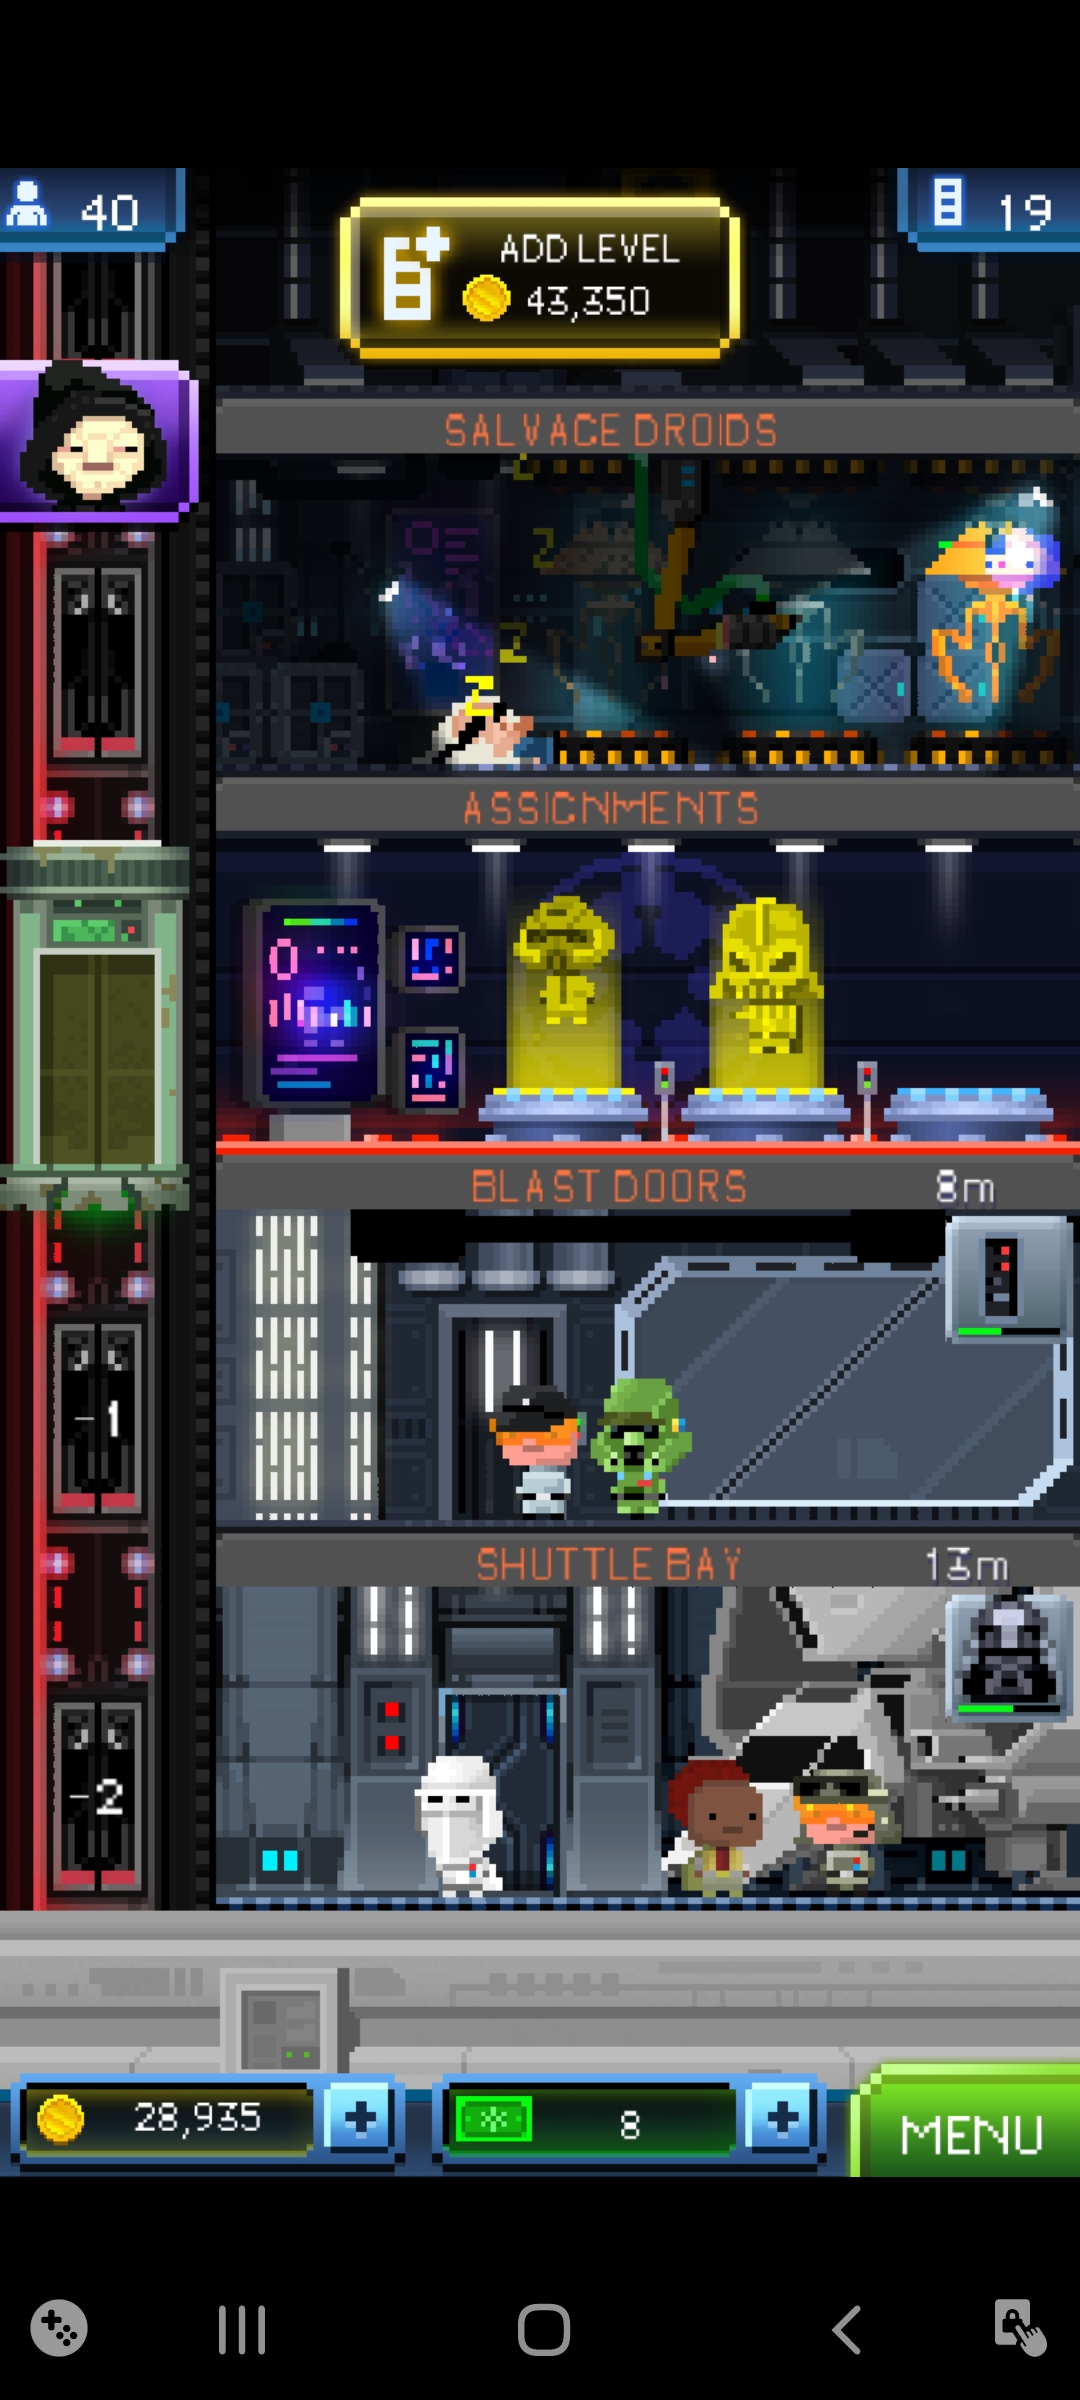 40
ADD LEVEL
43,350
19
SALVAGE DROIDS
Z
Z
Z
Z
ASSIGNMENTS
BLAST DOORS 8m
-1
SHUTTLE BAY 13m
-2
28,935
8
MENU